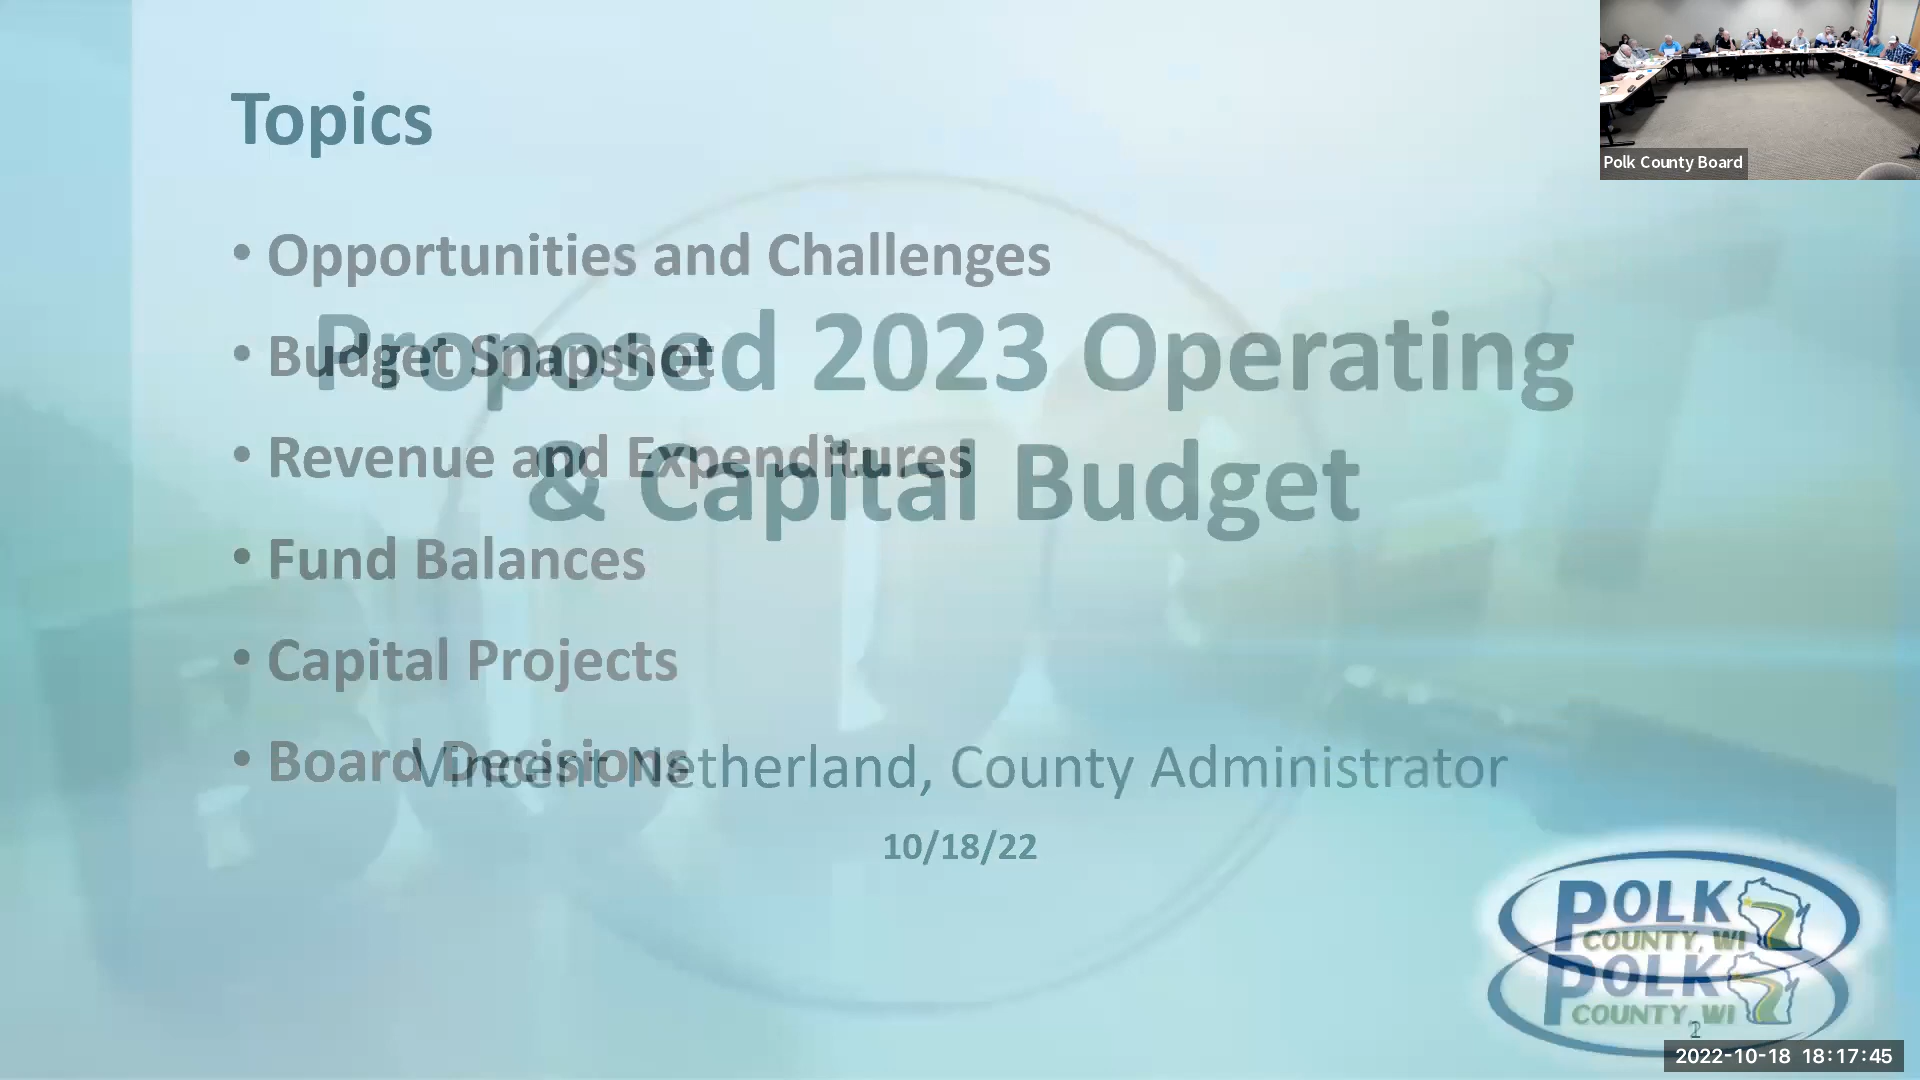 Topics
• Opportunities and Challenges
• Budget Snapshot
• Revenue and Expenditures
• Fund Balances
• Capital Projects
• Board Decisions
Proposed 2023 Operating
& Capital Budget
Vincent Netherland, County Administrator
10/18/22
Polk County Board
POLK
COUNTY, WI
POLK
COUNTY, WI
2
2022-10-18 18:17:45